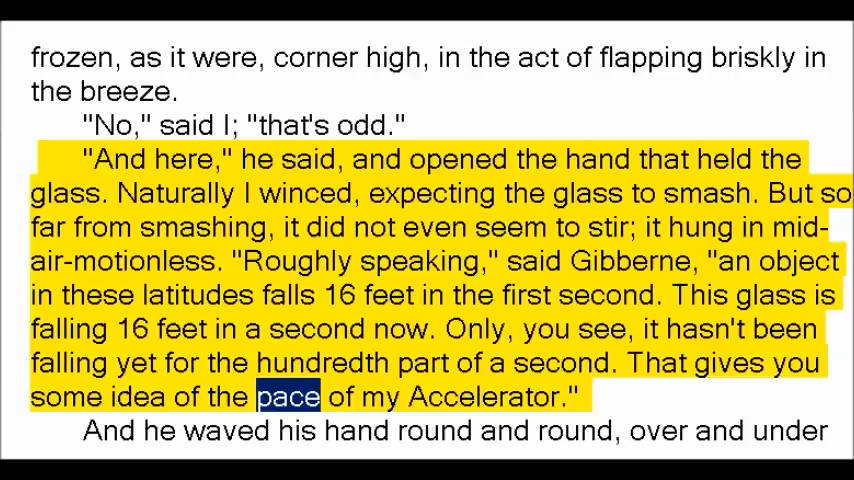 frozen, as it were, corner high, in the act of flapping briskly in
the breeze.
"No," said I; "that's odd."
"And here," he said, and opened the hand that held the
glass. Naturally I winced, expecting the glass to smash. But so
far from smashing, it did not even seem to stir; it hung in mid-
air-motionless. "Roughly speaking," said Gibberne, "an object
in these latitudes falls 16 feet in the first second. This glass is
falling 16 feet in a second now. Only, you see, it hasn't been
falling yet for the hundredth part of a second. That gives you
some idea of the pace of my Accelerator."
And he waved his hand round and round, over and under